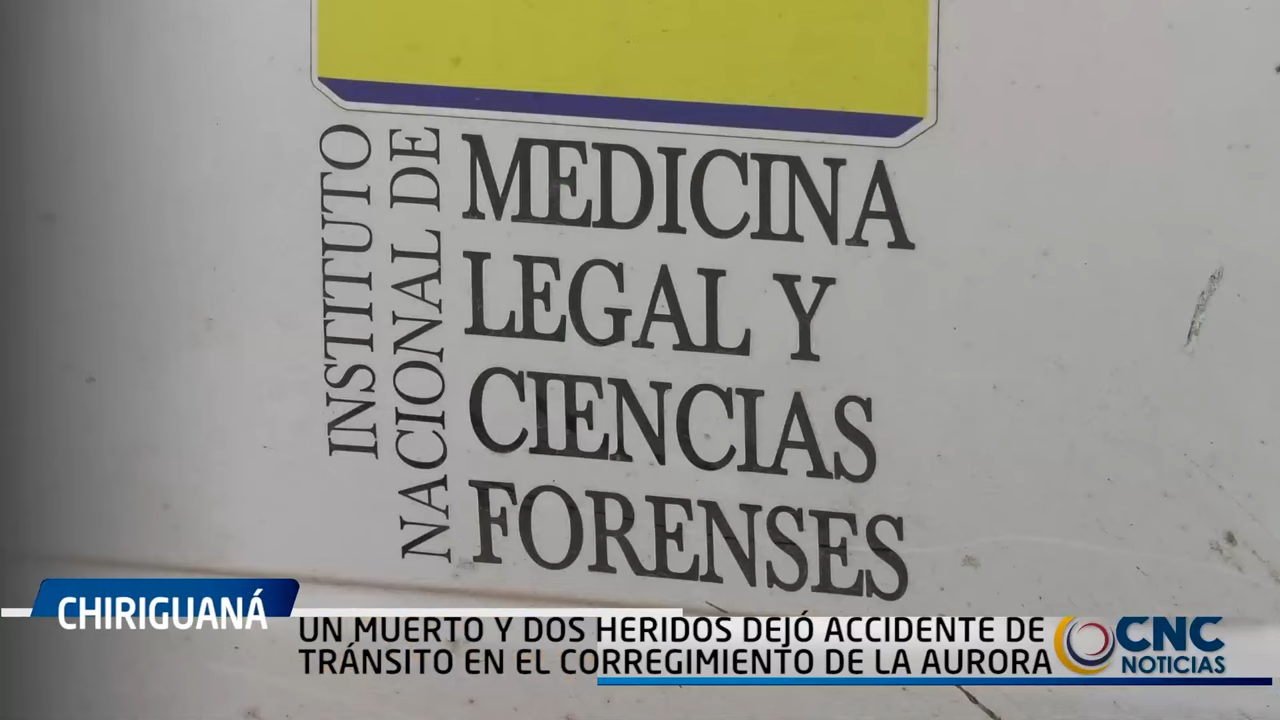 INSTITUTO
NACIONAL DE
MEDICINA
LEGAL Y
CIENCIAS
FORENSES
CHIRIGUANÁ
UN MUERTO Y DOS HERIDOS DEJÓ ACCIDENTE DE
TRÁNSITO EN EL CORREGIMIENTO DE LA AURORA
CNC
NOTICIAS